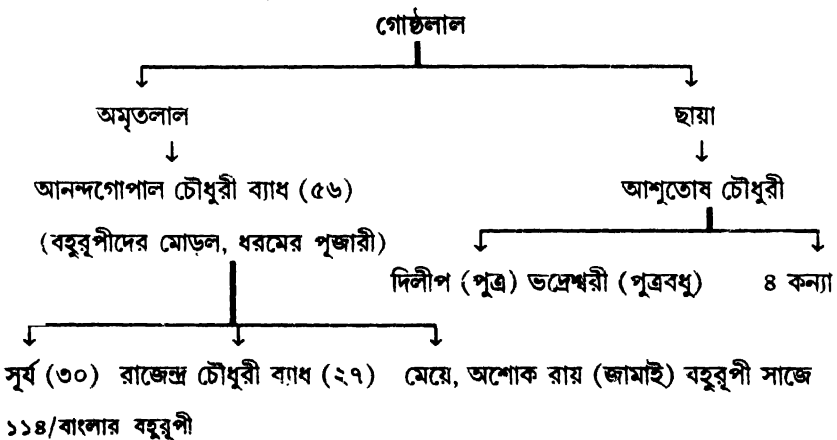 গোষ্ঠলাল
অমৃতলাল ছায়া
আনন্দগোপাল চৌধুরী ব্যাধ (৫৬) আশুতোষ চৌধুরী
(বহুরূপীদের মোড়ল, ধরমের পূজারী)
দিলীপ (পুত্র) ভদ্রেশ্বরী (পুত্রবধু) ৪ কন্যা
সূর্য (৩০) রাজেন্দ্র চৌধুরী ব্যাধ (২৭) মেয়ে, অশোক রায় (জামাই) বহুরূপী সাজে
১১৪/বাংলার বহুরূপী